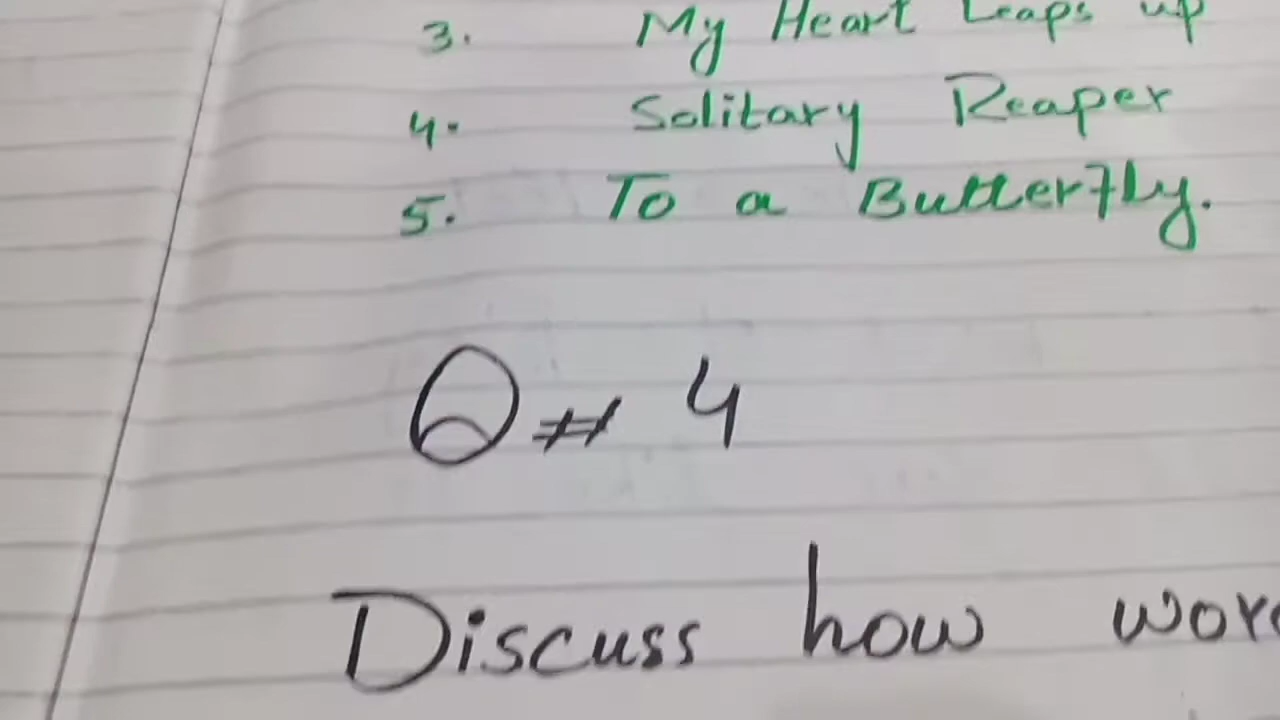 3. My Heart Leaps up
4. Solitary Reaper
5. To a Butterfly.
Q# 4
Discuss how